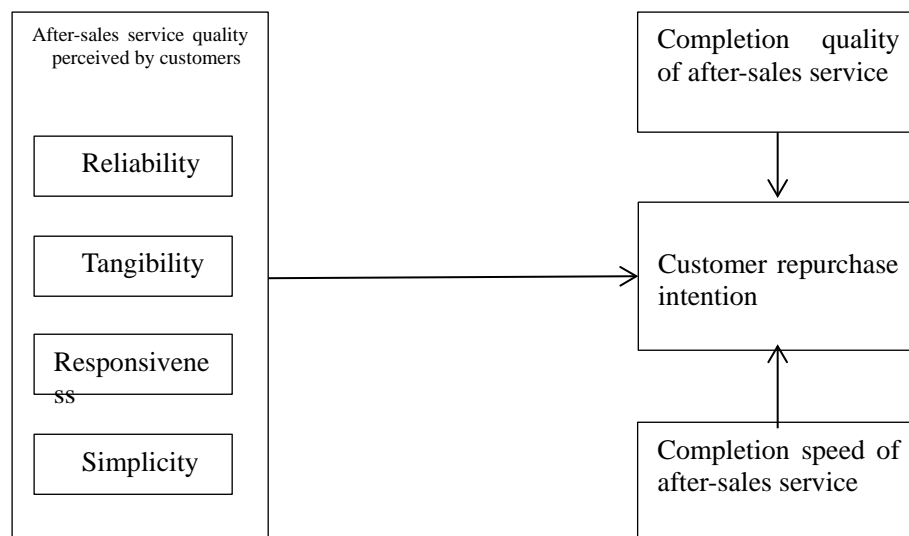 After-sales service quality
perceived by customers
Reliability
Tangibility
Responsivene
ss
Simplicity
Completion quality
of after-sales service
Customer repurchase
intention
Completion speed of
after-sales service